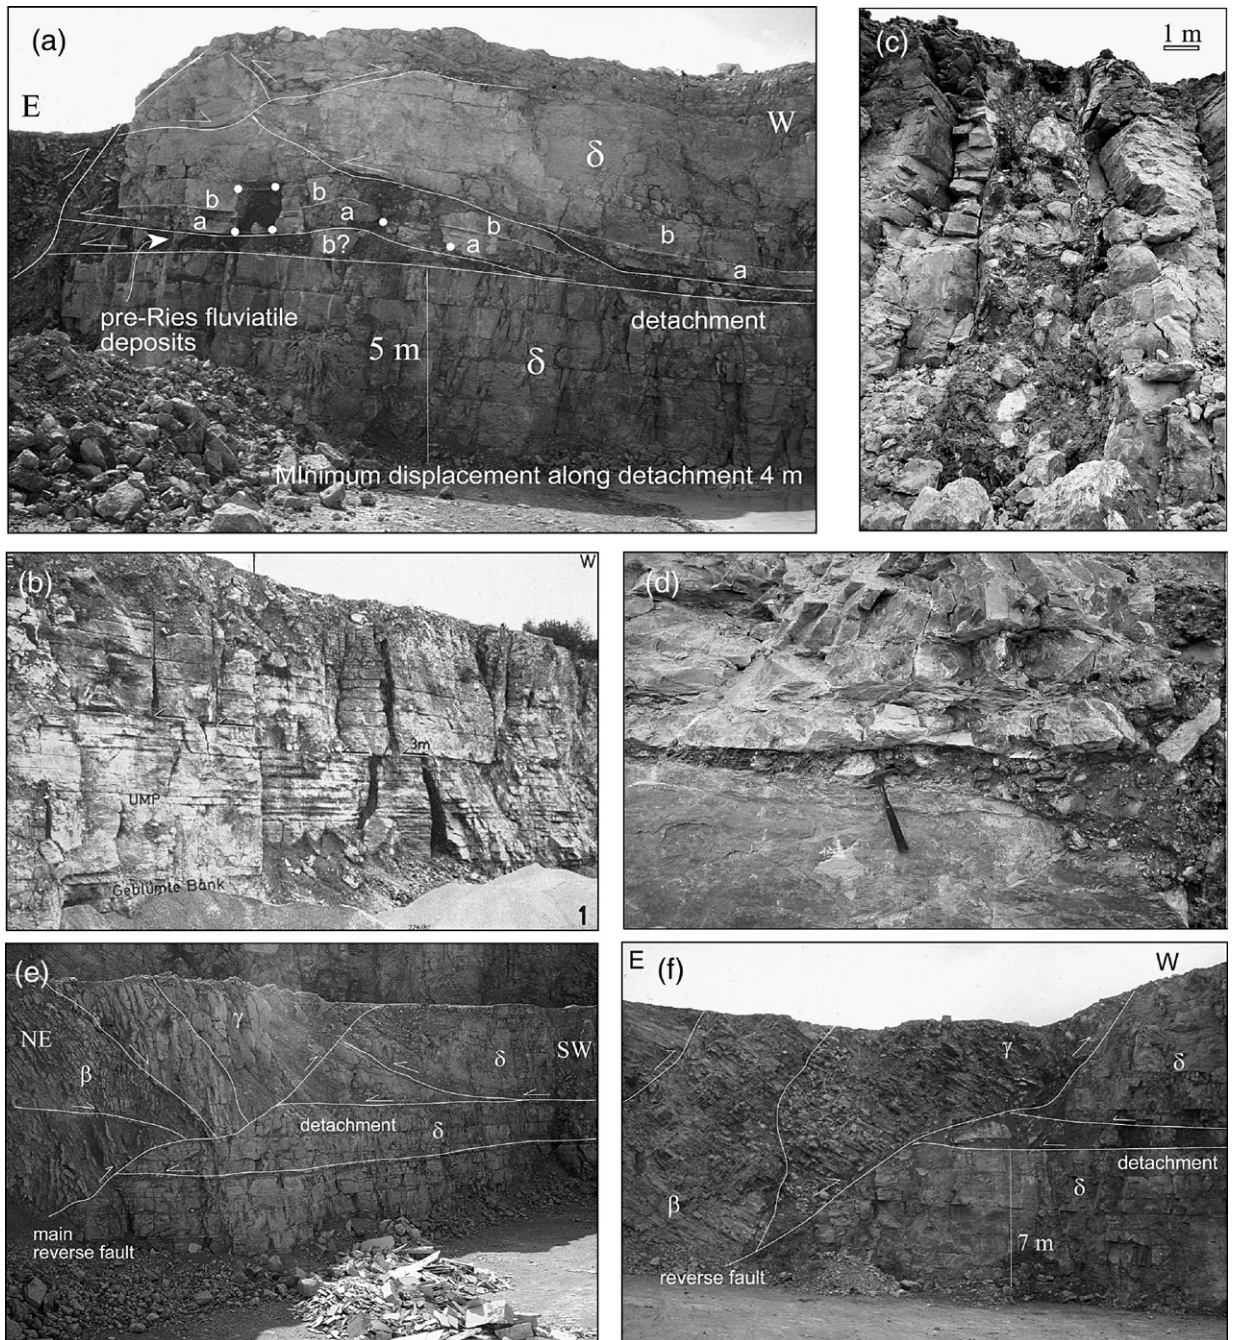 (a)
E
W
δ
b
b
a
a
b
b
b?
a
a
pre-Ries fluviatile
deposits
5 m
detachment
δ
MInimum displacement along detachment 4 m
(c)
1 m
(b)
W
3m
UMP
Geblümte Bank
1
(d)
(e)
NE
γ
β
δ
SW
detachment
δ
main
reverse fault
E
(f)
W
γ
δ
β
detachment
δ
7 m
reverse fault